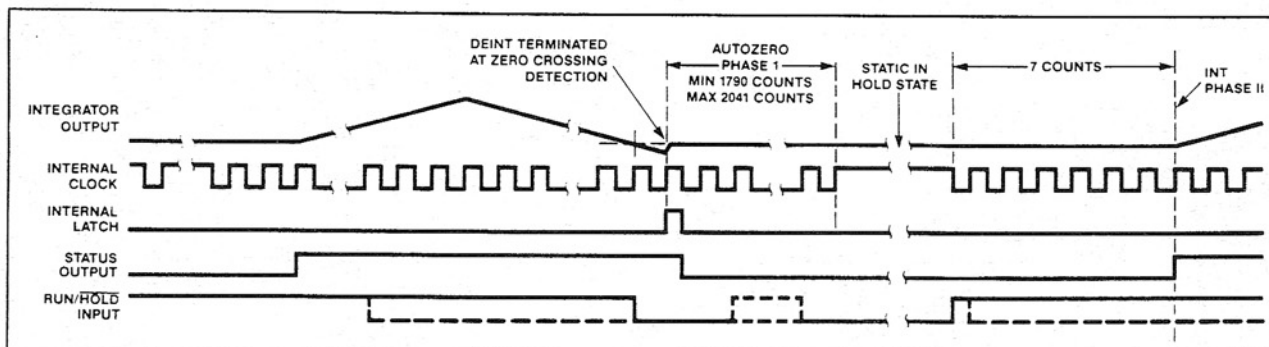 DEINT TERMINATED
AT ZERO CROSSING
DETECTION
AUTOZERO
PHASE 1
MIN 1790 COUNTS
MAX 2041 COUNTS
STATIC IN
HOLD STATE
7 COUNTS
INT
PHASE II
INTEGRATOR
OUTPUT
INTERNAL
CLOCK
INTERNAL
LATCH
STATUS
OUTPUT
RUN/HOLD
INPUT